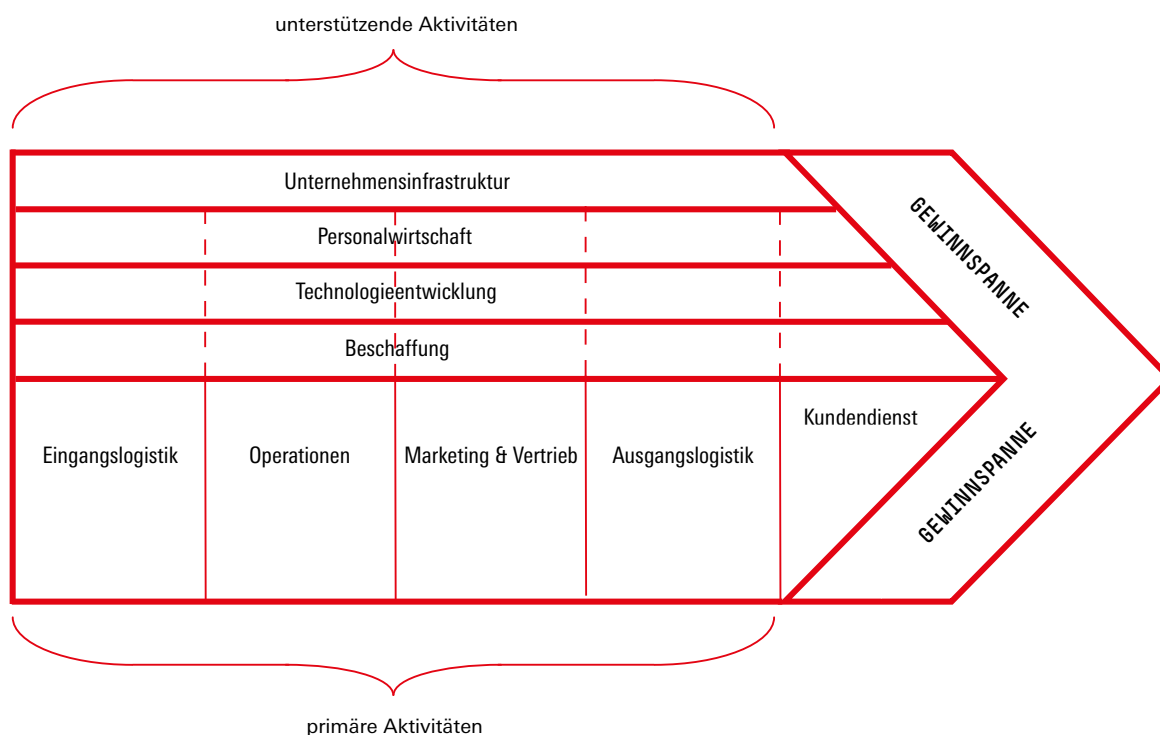 unterstützende Aktivitäten
Unternehmensinfrastruktur
Personalwirtschaft
Technologieentwicklung
Beschaffung
Eingangslogistik
Operationen
Marketing & Vertrieb
Ausgangslogistik
Kundendienst
GEWINNSPANNE
GEWINNSPANNE
primäre Aktivitäten